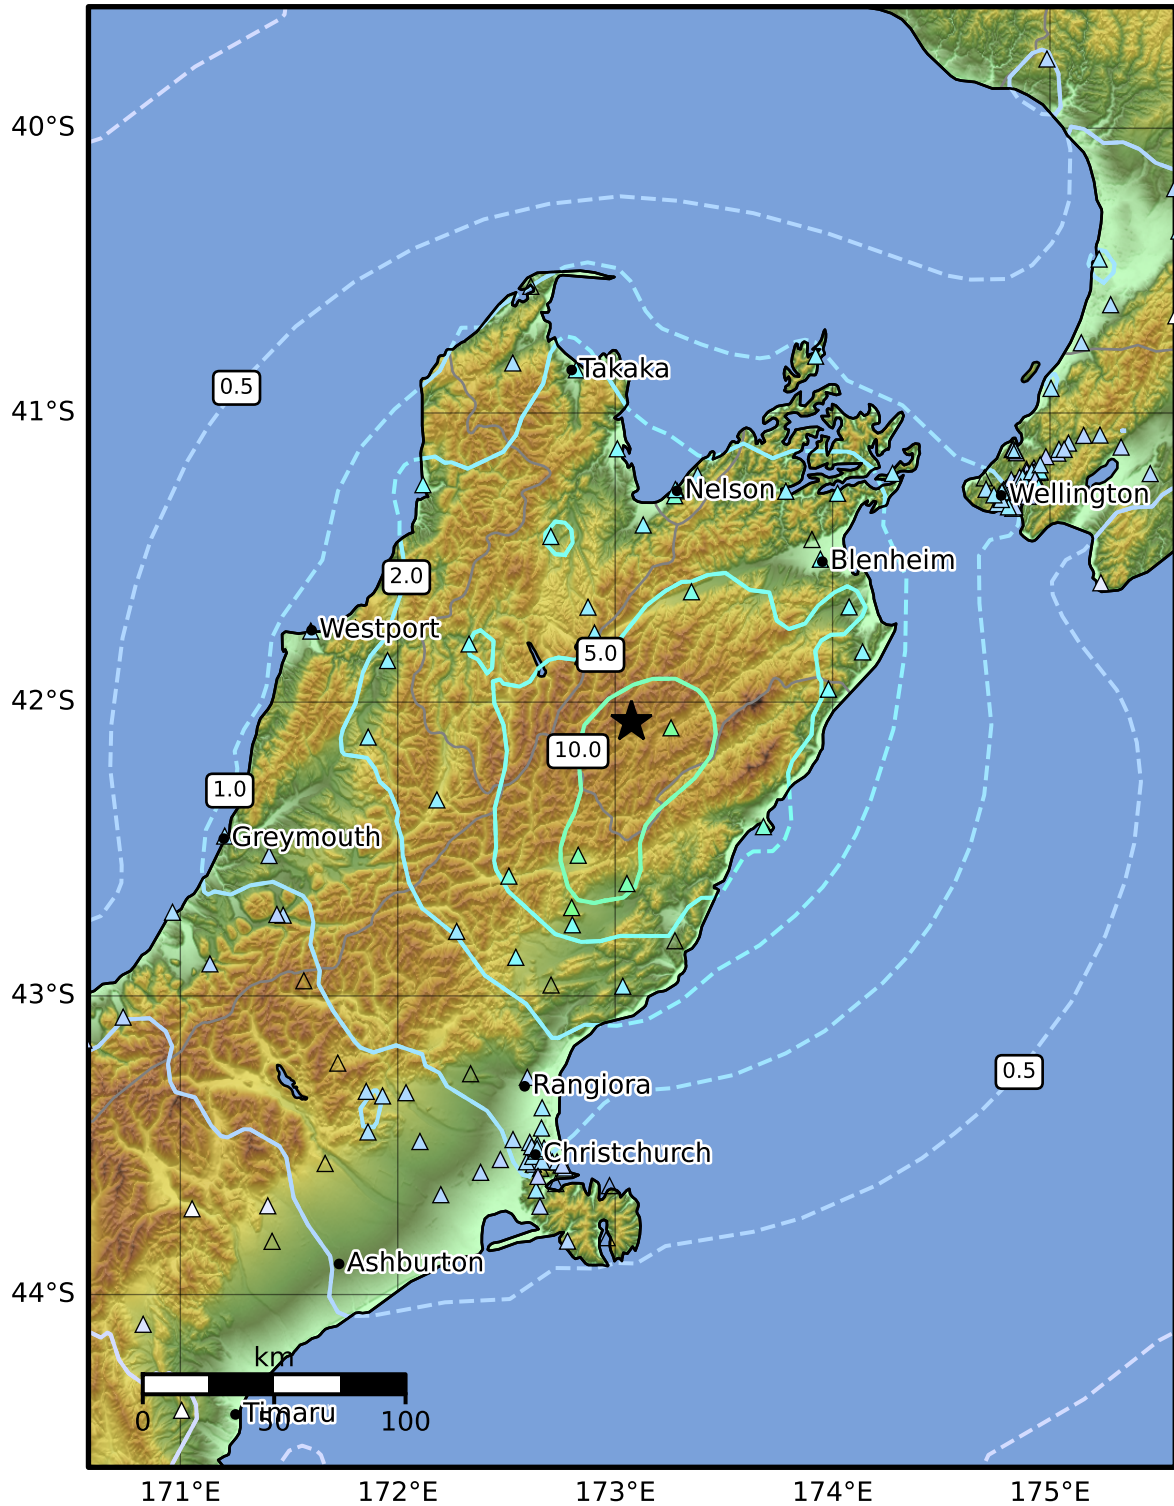 40°S
0.5
Takaka
41°S
Nelson
Wellington
Blenheim
2.0
Westport
5.0
42°S
10.0
1.0
Greymouth
43°S
0.5
Rangiora
Christchurch
Ashburton
44°S
km
0
50
100
Timaru
171°E
172°E
173°E
174°E
175°E